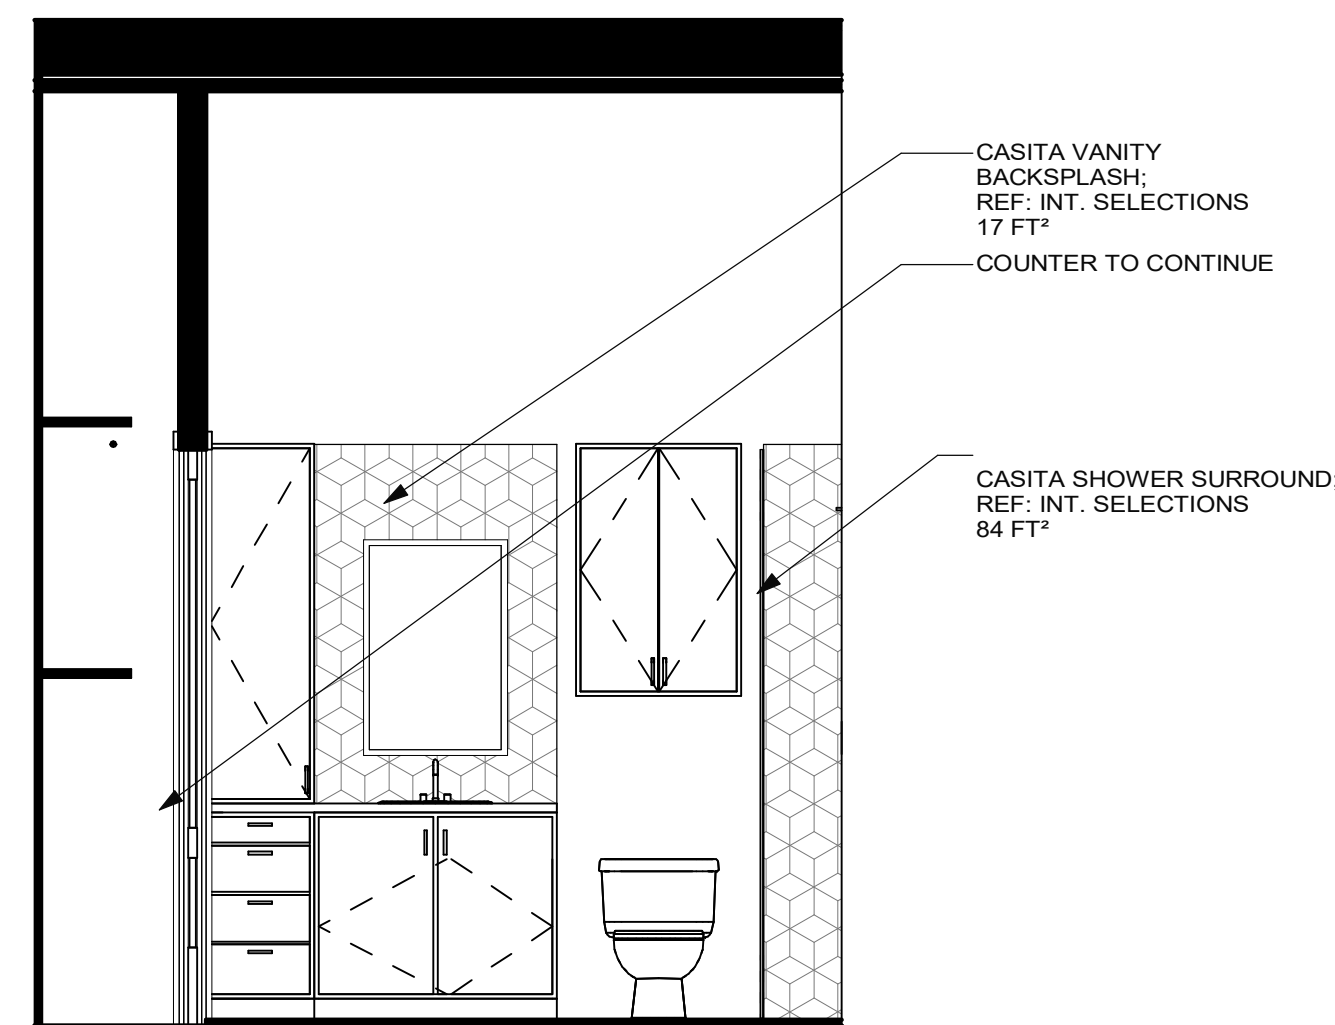 CASITA VANITY
BACKSPLASH;
REF: INT. SELECTIONS
17 FT²
COUNTER TO CONTINUE
CASITA SHOWER SURROUND;
REF: INT. SELECTIONS
84 FT²